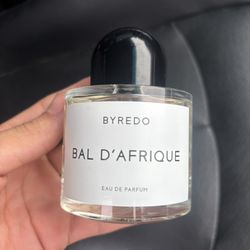 BYREDO
BAL D'AFRIQUE
EAU DE PARFUM